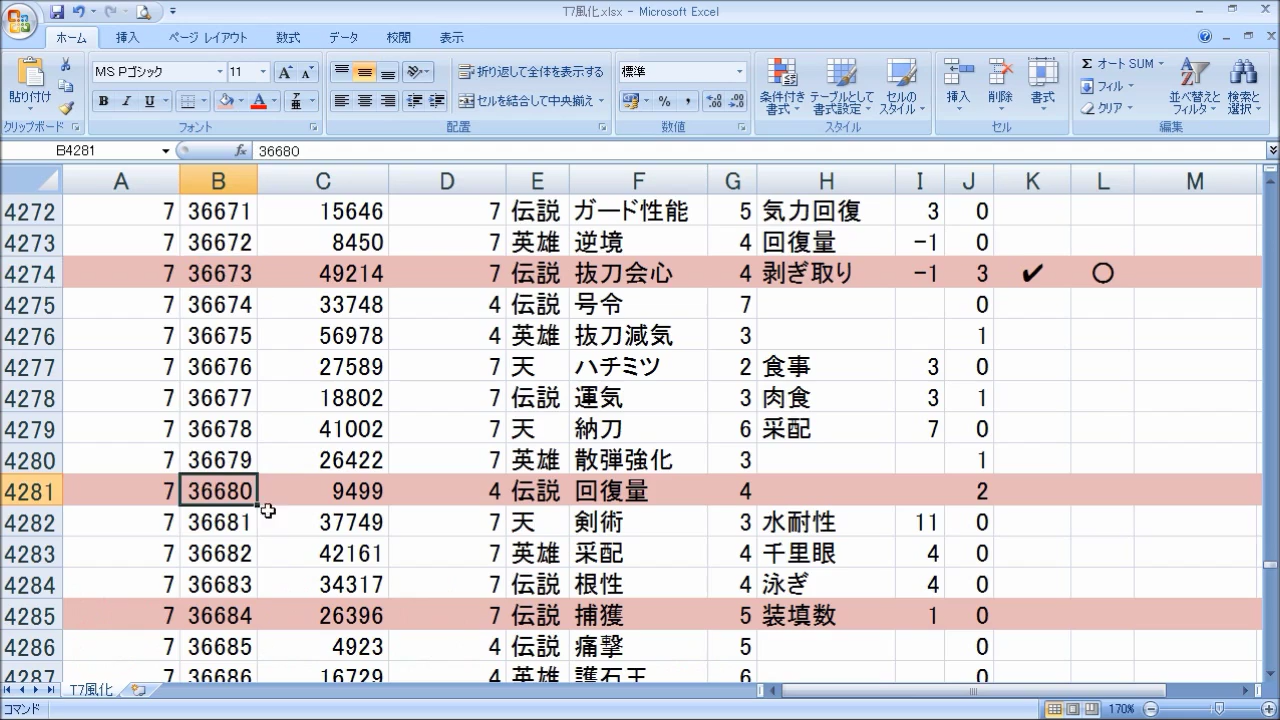 T7風化.xlsx - Microsoft Excel
ホーム 挿入 ページ レイアウト 数式 データ 校閲 表示
貼り付け MS Pゴシック 11 折り返して全体を表示する 標準 条件付き書式 テーブルとして書式設定 セルのスタイル 挿入 削除 書式 オート SUM 並べ替えとフィルタ 検索と選択
B I U セルを結合して中央揃え % , フィル
クリア
クリップボード フォント 配置 数値 スタイル セル 編集
B4281 fx 36680
A B C D E F G H I J K L M
4272 7 36671 15646 7 伝説 ガード性能 5 気力回復 3 0
4273 7 36672 8450 7 英雄 逆境 4 回復量 -1 0
4274 7 36673 49214 7 伝説 抜刀会心 4 剥ぎ取り -1 3 ✔ ○
4275 7 36674 33748 4 伝説 号令 7 0
4276 7 36675 56978 4 英雄 抜刀減気 3 1
4277 7 36676 27589 7 天 ハチミツ 2 食事 3 0
4278 7 36677 18802 7 伝説 運気 3 肉食 3 1
4279 7 36678 41002 7 天 納刀 6 采配 7 0
4280 7 36679 26422 7 英雄 散弾強化 3 1
4281 7 36680 9499 4 伝説 回復量 4 2
4282 7 36681 37749 7 天 剣術 3 水耐性 11 0
4283 7 36682 42161 7 英雄 采配 4 千里眼 4 0
4284 7 36683 34317 7 伝説 根性 4 泳ぎ 4 0
4285 7 36684 26396 7 伝説 捕獲 5 装填数 1 0
4286 7 36685 4923 4 伝説 痛撃 5 0
4287 7 36686 16729 4 英雄 護石王 6 0
T7風化
コマンド 170%